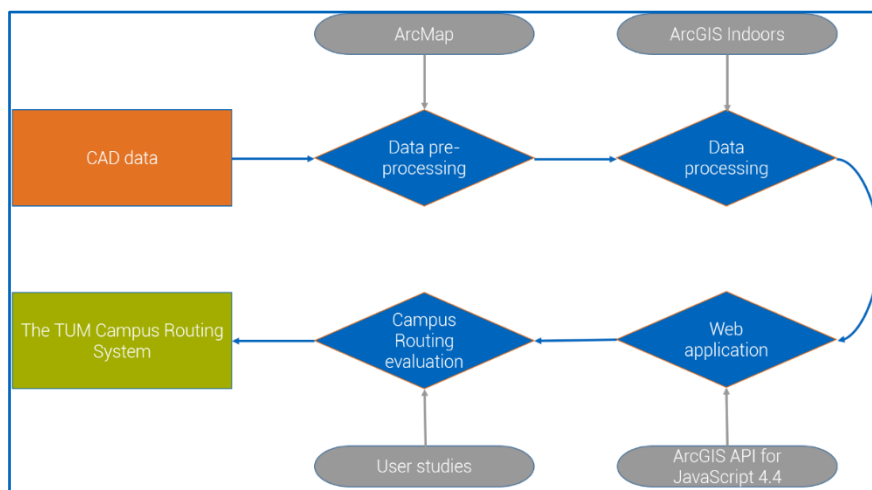 ArcMap
ArcGIS Indoors
CAD data
Data pre-
processing
Data
processing
The TUM Campus Routing
System
Campus
Routing
evaluation
Web
application
User studies
ArcGIS API for
JavaScript 4.4